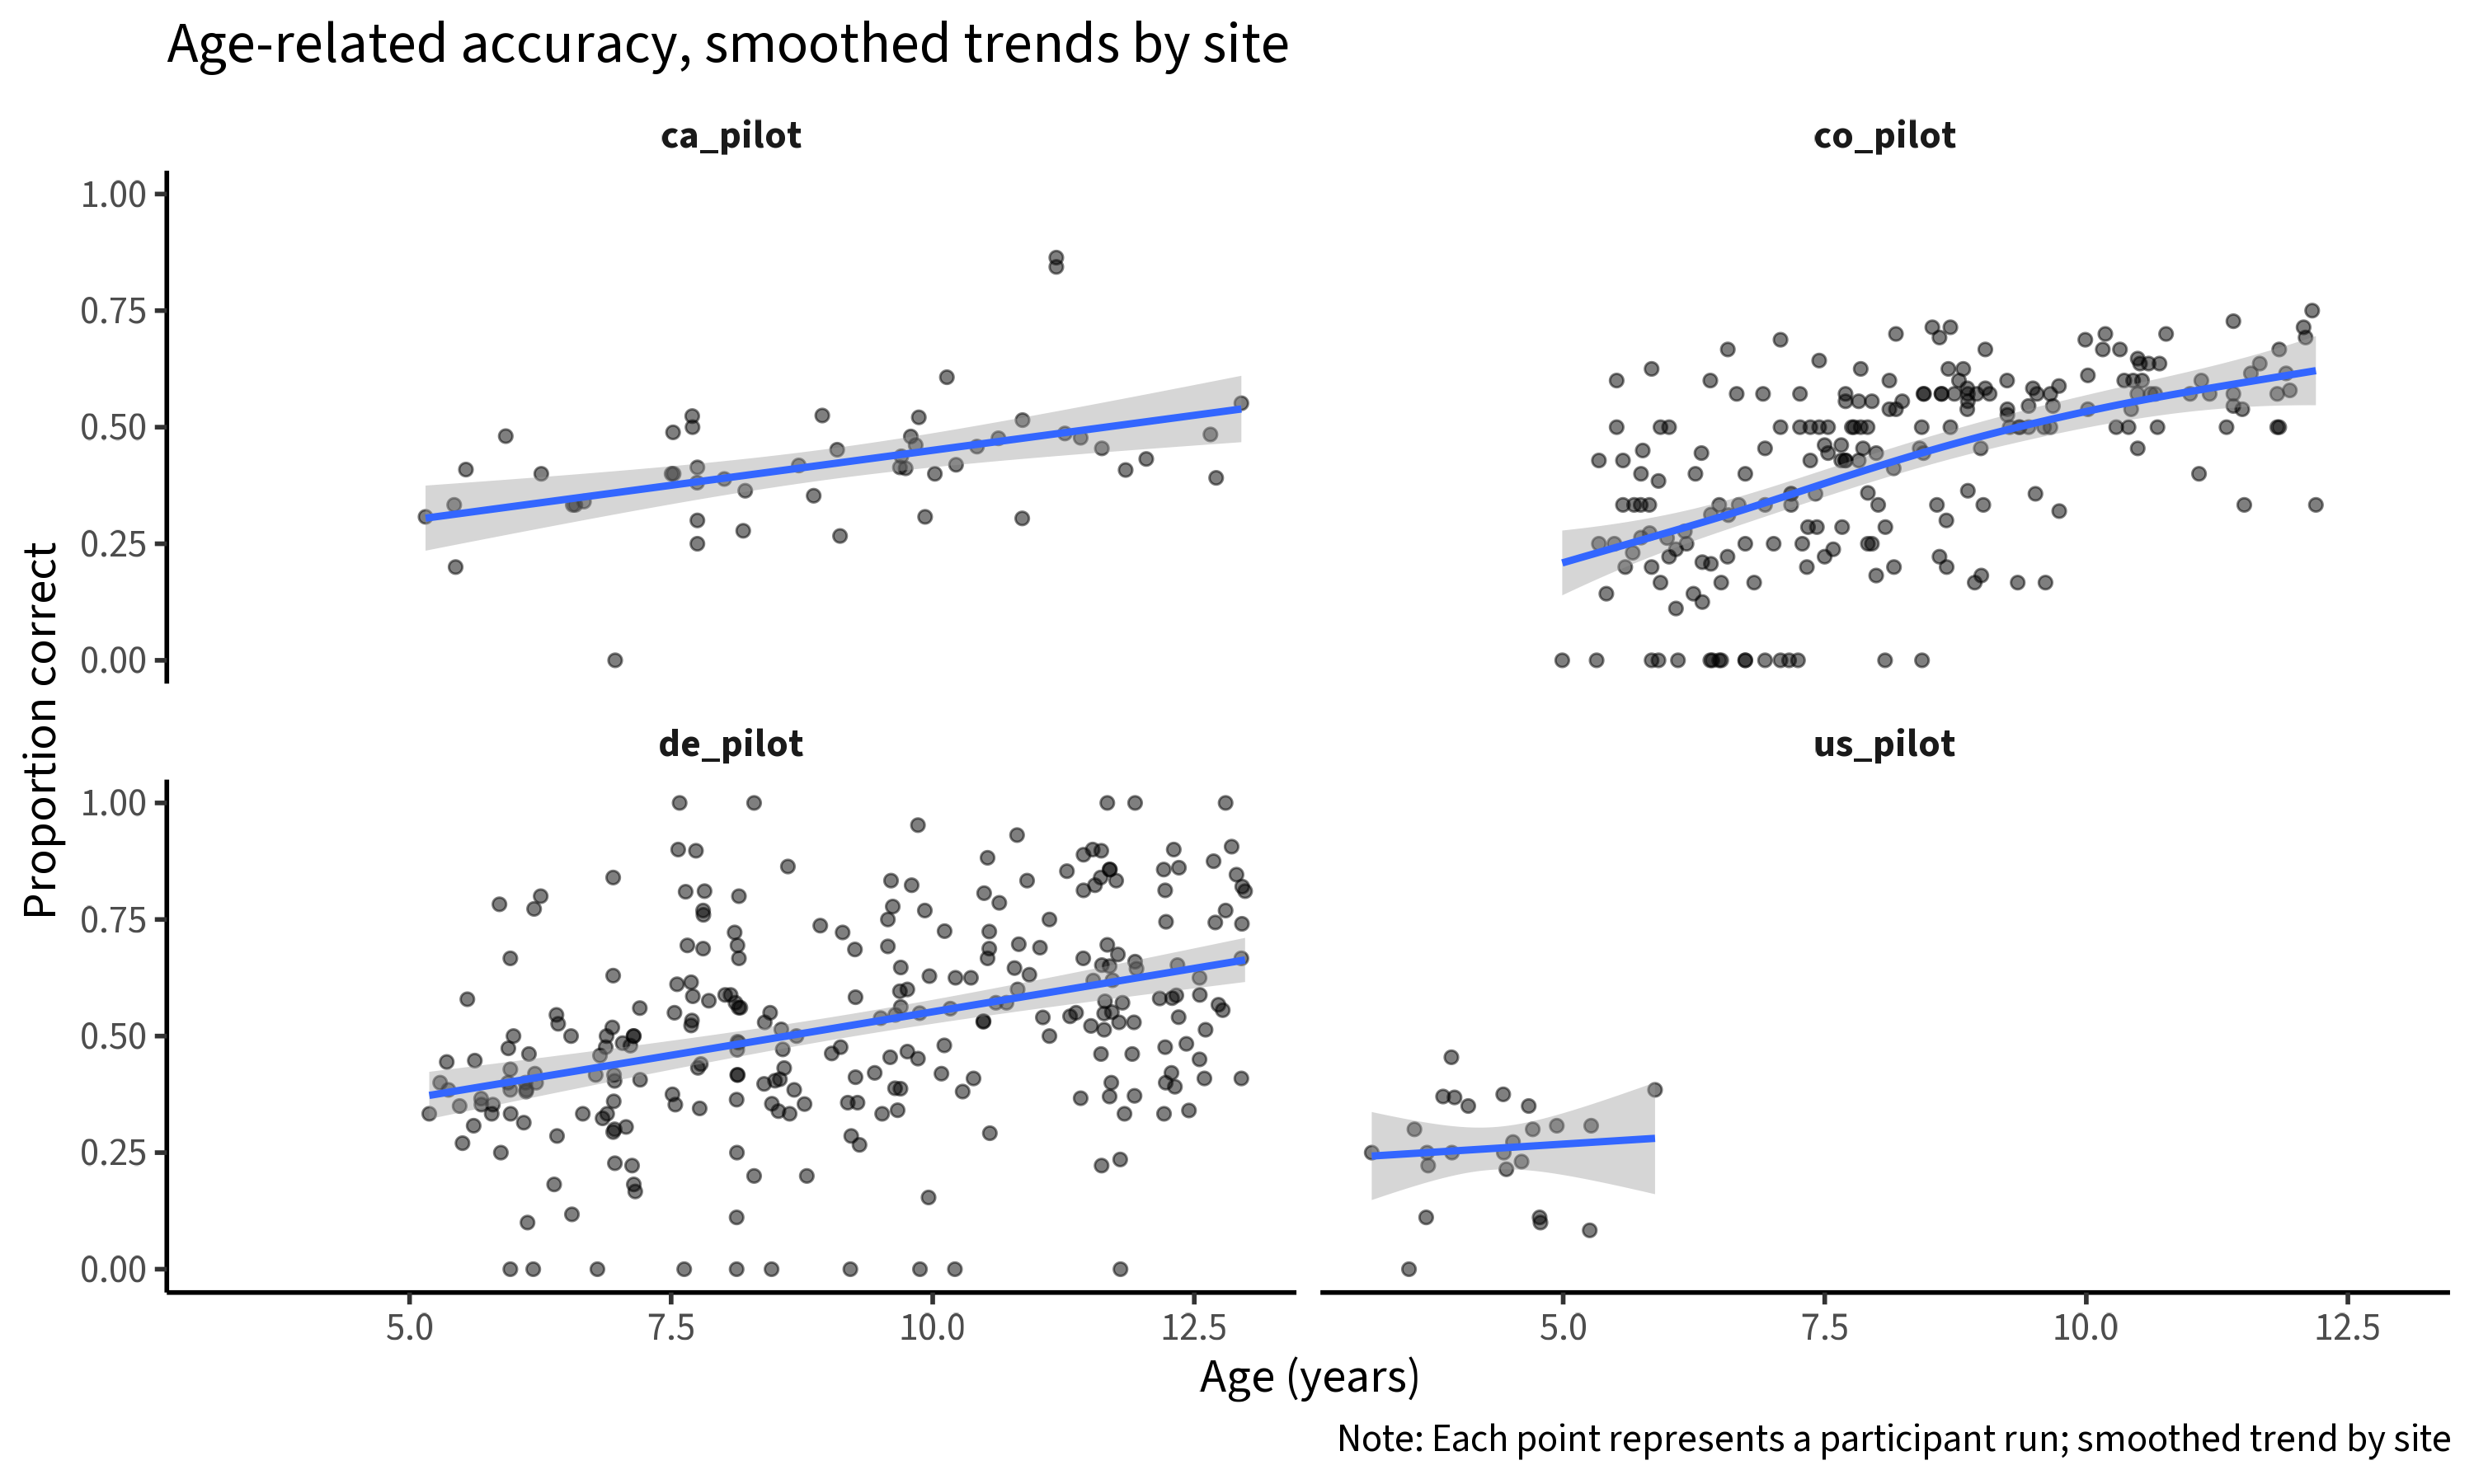 Age-related accuracy, smoothed trends by site
ca_pilot
co_pilot
1.00
0.75
0.50
0.25
0.00
de_pilot
us_pilot
1.00
0.75
0.50
0.25
0.00
Proportion correct
5.0 7.5 10.0 12.5
5.0 7.5 10.0 12.5
Age (years)
Note: Each point represents a participant run; smoothed trend by site